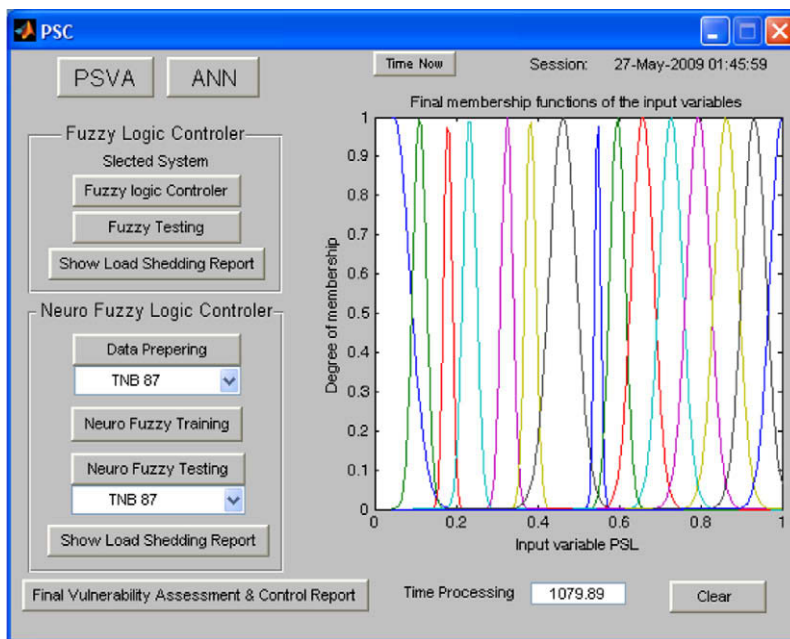 PSC
PSVA
ANN
Time Now
Session: 27-May-2009 01:45:59
Fuzzy Logic Controler
Slected System
Fuzzy logic Controler
Fuzzy Testing
Show Load Shedding Report
Neuro Fuzzy Logic Controler
Data Prepering
TNB 87
Neuro Fuzzy Training
Neuro Fuzzy Testing
TNB 87
Show Load Shedding Report
Final Vulnerability Assessment & Control Report
Final membership functions of the input variables
Degree of membership
1
0.9
0.8
0.7
0.6
0.5
0.4
0.3
0.2
0.1
0
0 0.2 0.4 0.6 0.8 1
Input variable PSL
Time Processing 1079.89
Clear